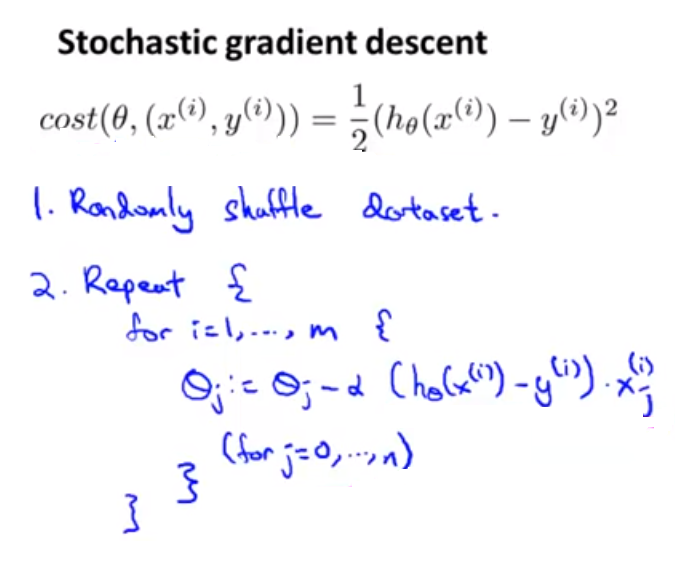 Stochastic gradient descent
cost(θ, (x^(i), y^(i))) = 1/2 (h_θ(x^(i)) − y^(i))^2
1. Randomly shuffle dataset.
2. Repeat {
for i=1,..., m {
θ_j := θ_j − α (h_θ(x^(i)) − y^(i)) · x_j^(i)
(for j=0,...,n)
}
}